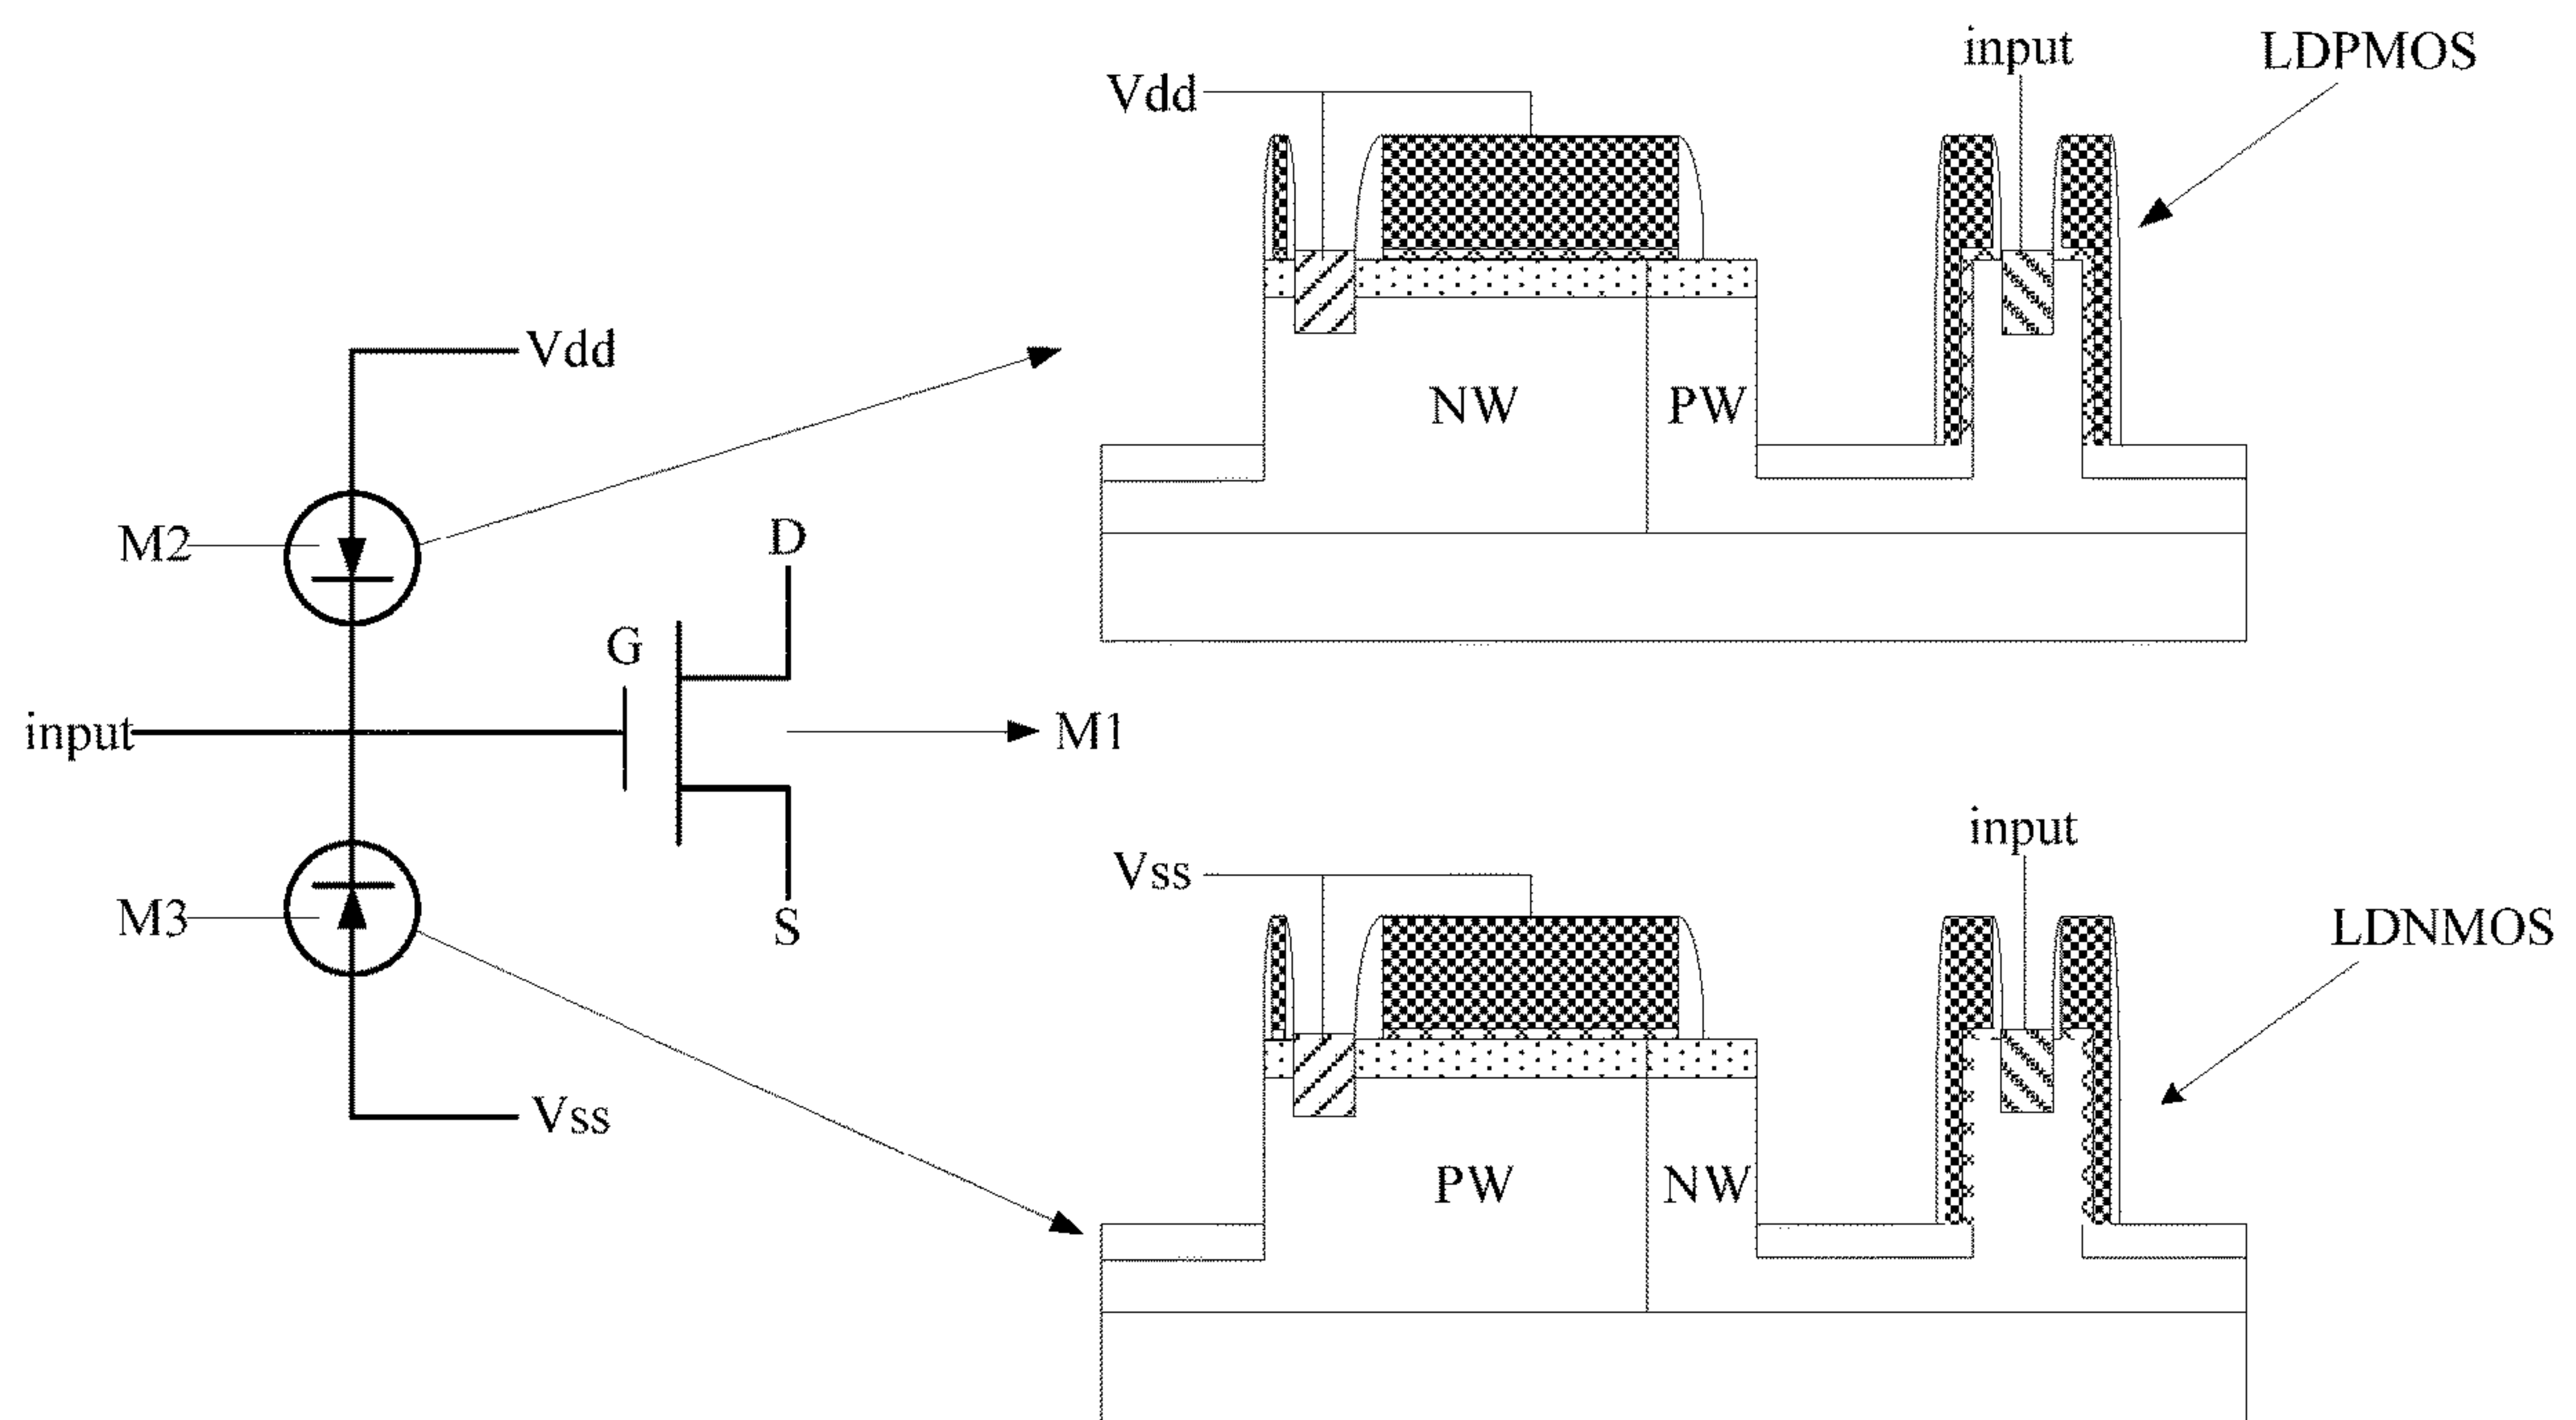 input
LDPMOS
Vdd
Vdd
NW
PW
M2
D
G
input
M1
input
Vss
M3
S
LDNMOS
Vss
PW
NW